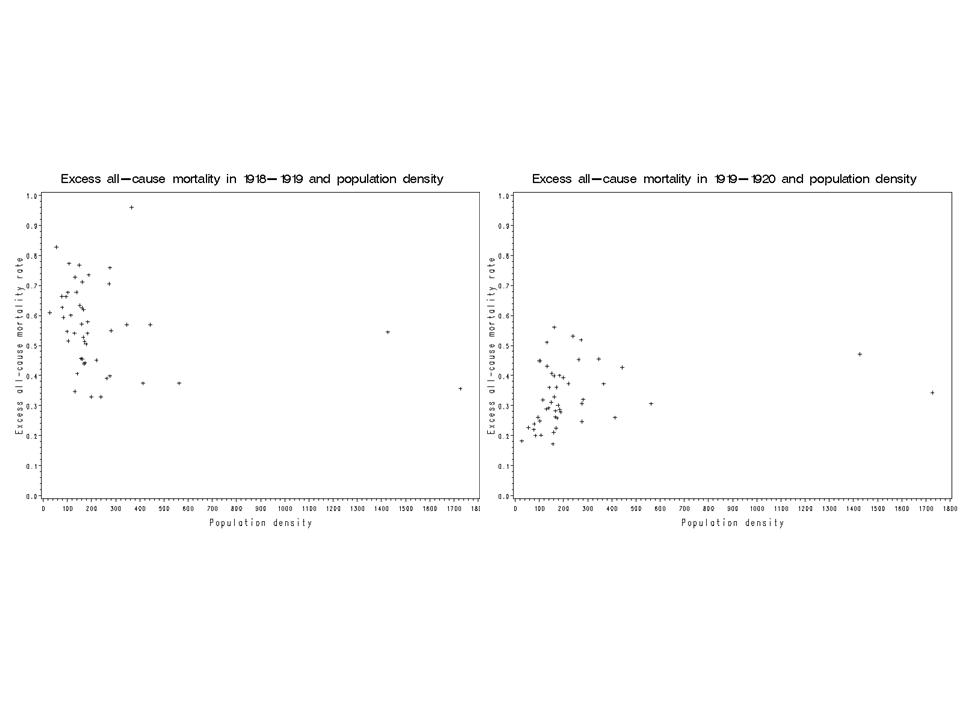 Excess all-cause mortality in 1918-1919 and population density
Excess all-cause mortality rate
1.0
0.9
0.8
0.7
0.6
0.5
0.4
0.3
0.2
0.1
0.0
0 100 200 300 400 500 600 700 800 900 1000 1100 1200 1300 1400 1500 1600 1700 180
Population density
Excess all-cause mortality in 1919-1920 and population density
Excess all-cause mortality rate
1.0
0.9
0.8
0.7
0.6
0.5
0.4
0.3
0.2
0.1
0.0
0 100 200 300 400 500 600 700 800 900 1000 1100 1200 1300 1400 1500 1600 1700 1800
Population density